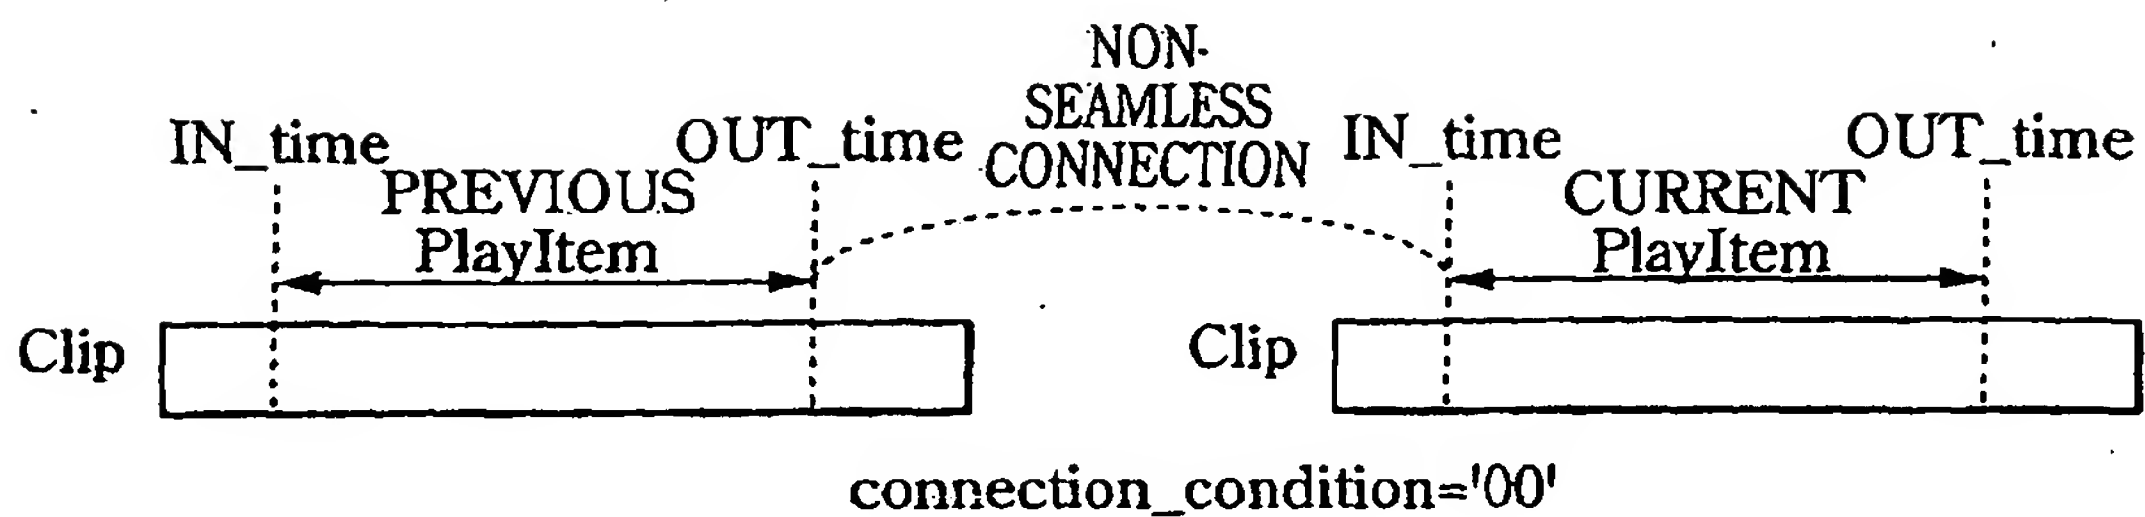 NON-
SEAMLESS
CONNECTION
IN_time
OUT_time
IN_time
OUT_time
PREVIOUS
PlayItem
CURRENT
PlayItem
Clip
Clip
connection_condition='00'